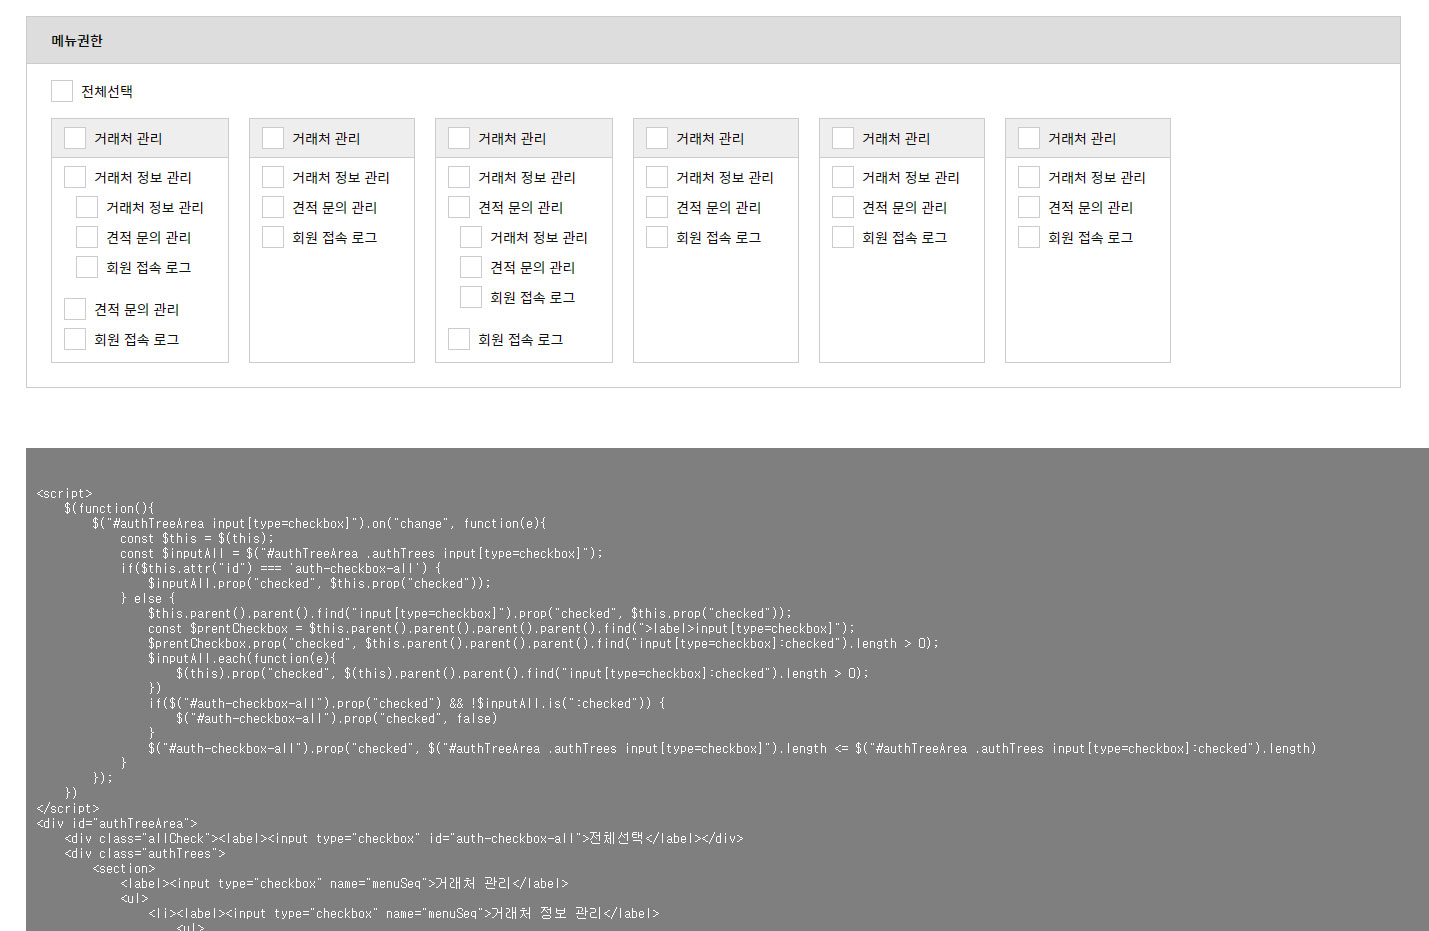 메뉴권한
전체선택
거래처 관리 거래처 관리 거래처 관리 거래처 관리 거래처 관리 거래처 관리
거래처 정보 관리 거래처 정보 관리 거래처 정보 관리 거래처 정보 관리 거래처 정보 관리 거래처 정보 관리
거래처 정보 관리 견적 문의 관리 견적 문의 관리 견적 문의 관리 견적 문의 관리 견적 문의 관리
견적 문의 관리 회원 접속 로그 거래처 정보 관리 회원 접속 로그 회원 접속 로그 회원 접속 로그
회원 접속 로그 견적 문의 관리
회원 접속 로그
견적 문의 관리
회원 접속 로그 회원 접속 로그
<script>
$(function(){
$("#authTreeArea input[type=checkbox]").on("change", function(e){
const $this = $(this);
const $inputAll = $("#authTreeArea .authTrees input[type=checkbox]");
if($this.attr("id") === 'auth-checkbox-all') {
$inputAll.prop("checked", $this.prop("checked"));
} else {
$this.parent().parent().find("input[type=checkbox]").prop("checked", $this.prop("checked"));
const $prentCheckbox = $this.parent().parent().parent().parent().find(">label>input[type=checkbox]");
$prentCheckbox.prop("checked", $this.parent().parent().parent().find("input[type=checkbox]:checked").length > 0);
$inputAll.each(function(e){
$(this).prop("checked", $(this).parent().parent().find("input[type=checkbox]:checked").length > 0);
})
if($("#auth-checkbox-all").prop("checked") && !$inputAll.is(":checked")) {
$("#auth-checkbox-all").prop("checked", false)
}
$("#auth-checkbox-all").prop("checked", $("#authTreeArea .authTrees input[type=checkbox]").length <= $("#authTreeArea .authTrees input[type=checkbox]:checked").length)
}
});
})
</script>
<div id="authTreeArea">
<div class="allCheck"><label><input type="checkbox" id="auth-checkbox-all">전체선택</label></div>
<div class="authTrees">
<section>
<label><input type="checkbox" name="menuSeq">거래처 관리</label>
<ul>
<li><label><input type="checkbox" name="menuSeq">거래처 정보 관리</label>
<ul>